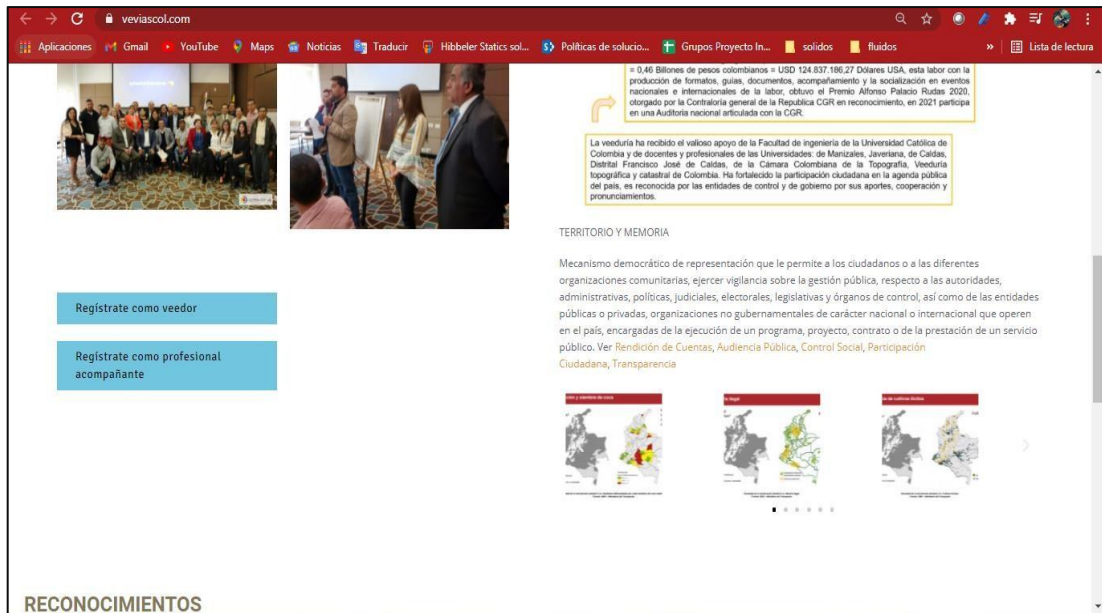 veviascol.com
Aplicaciones Gmail YouTube Maps Noticias Traducir Hibbeler Statics sol... Políticas de solucio... Grupos Proyecto In... solidos fluidos » Lista de lectura
= 0,46 Billones de pesos colombianos = USD 124.837.186,27 Dólares USA, esta labor con la
producción de formatos, guías, documentos, acompañamiento y la socialización en eventos
nacionales e internacionales de la labor, obtuvo el Premio Alfonso Palacio Rudas 2020,
otorgado por la Contraloría general de la Republica CGR en reconocimiento, en 2021 participa
en una Auditoria nacional articulada con la CGR.
La veeduría ha recibido el valioso apoyo de la Facultad de ingeniería de la Universidad Católica de
Colombia y de docentes y profesionales de las Universidades: de Manizales, Javeriana, de Caldas,
Distrital Francisco José de Caldas, de la Cámara Colombiana de la Topografía, Veeduría
topográfica y catastral de Colombia. Ha fortalecido la participación ciudadana en la agenda pública
del país, es reconocida por las entidades de control y de gobierno por sus aportes, cooperación y
pronunciamientos.
TERRITORIO Y MEMORIA
Mecanismo democrático de representación que le permite a los ciudadanos o a las diferentes
organizaciones comunitarias, ejercer vigilancia sobre la gestión pública, respecto a las autoridades,
administrativas, políticas, judiciales, electorales, legislativas y órganos de control, así como de las entidades
públicas o privadas, organizaciones no gubernamentales de carácter nacional o internacional que operen
en el país, encargadas de la ejecución de un programa, proyecto, contrato o de la prestación de un servicio
público. Ver Rendición de Cuentas, Audiencia Pública, Control Social, Participación
Ciudadana, Transparencia
Regístrate como veedor
Regístrate como profesional
acompañante
RECONOCIMIENTOS